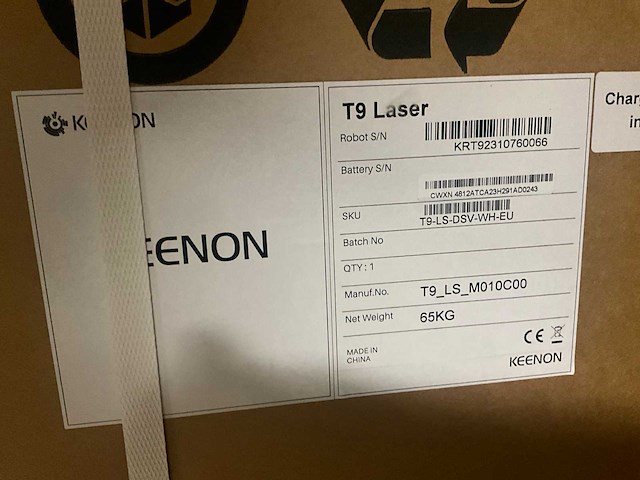 KEENON
T9 Laser
Robot S/N
KRT92310760066
Battery S/N
CWXN 4812ATCA23H291AD0243
SKU
T9-LS-DSV-WH-EU
Batch No
QTY: 1
Manuf.No. T9_LS_M010C00
Net Weight 65KG
MADE IN
CHINA
CE
KEENON